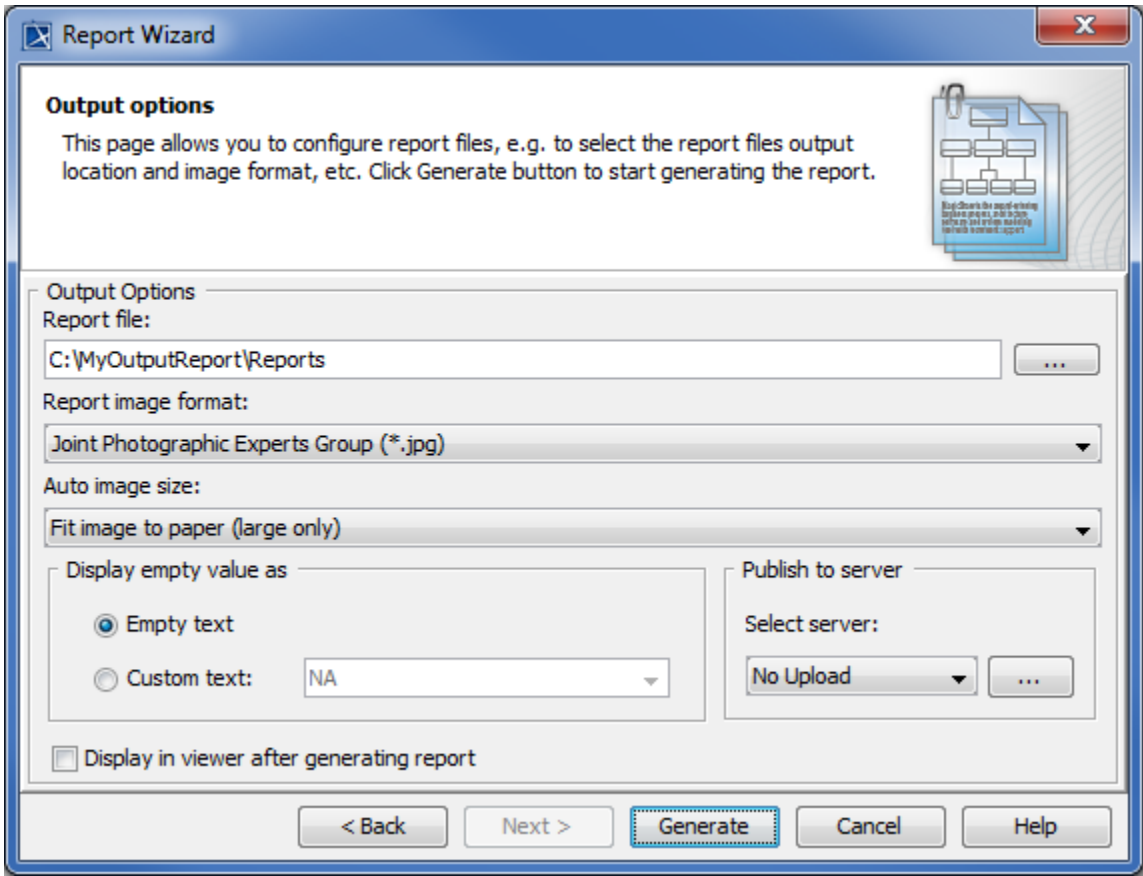 Report Wizard
Output options
This page allows you to configure report files, e.g. to select the report files output
location and image format, etc. Click Generate button to start generating the report.
Output Options
Report file:
C:\MyOutputReport\Reports
...
Report image format:
Joint Photographic Experts Group (*.jpg)
Auto image size:
Fit image to paper (large only)
Display empty value as
Empty text
Custom text:
NA
Publish to server
Select server:
No Upload
...
Display in viewer after generating report
< Back
Next >
Generate
Cancel
Help